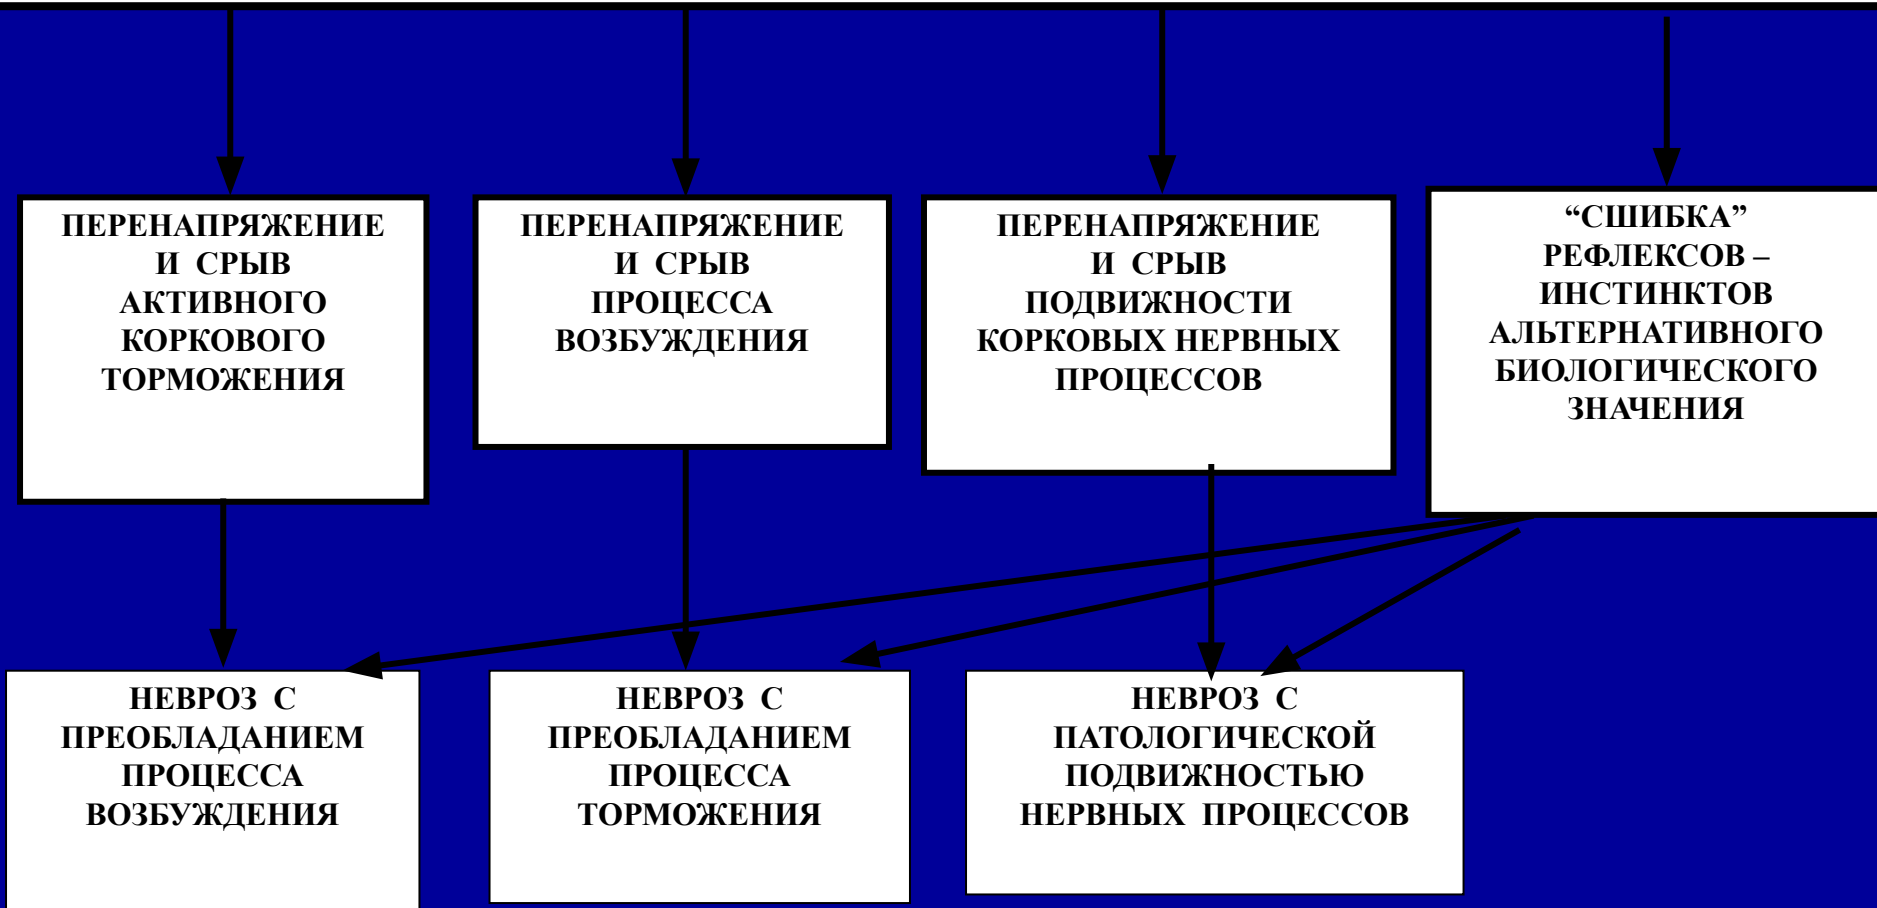 ПЕРЕНАПРЯЖЕНИЕ
И СРЫВ
АКТИВНОГО
КОРКОВОГО
ТОРМОЖЕНИЯ
ПЕРЕНАПРЯЖЕНИЕ
И СРЫВ
ПРОЦЕССА
ВОЗБУЖДЕНИЯ
ПЕРЕНАПРЯЖЕНИЕ
И СРЫВ
ПОДВИЖНОСТИ
КОРКОВЫХ НЕРВНЫХ
ПРОЦЕССОВ
“СШИБКА”
РЕФЛЕКСОВ –
ИНСТИНКТОВ
АЛЬТЕРНАТИВНОГО
БИОЛОГИЧЕСКОГО
ЗНАЧЕНИЯ
НЕВРОЗ С
ПРЕОБЛАДАНИЕМ
ПРОЦЕССА
ВОЗБУЖДЕНИЯ
НЕВРОЗ С
ПРЕОБЛАДАНИЕМ
ПРОЦЕССА
ТОРМОЖЕНИЯ
НЕВРОЗ С
ПАТОЛОГИЧЕСКОЙ
ПОДВИЖНОСТЬЮ
НЕРВНЫХ ПРОЦЕССОВ